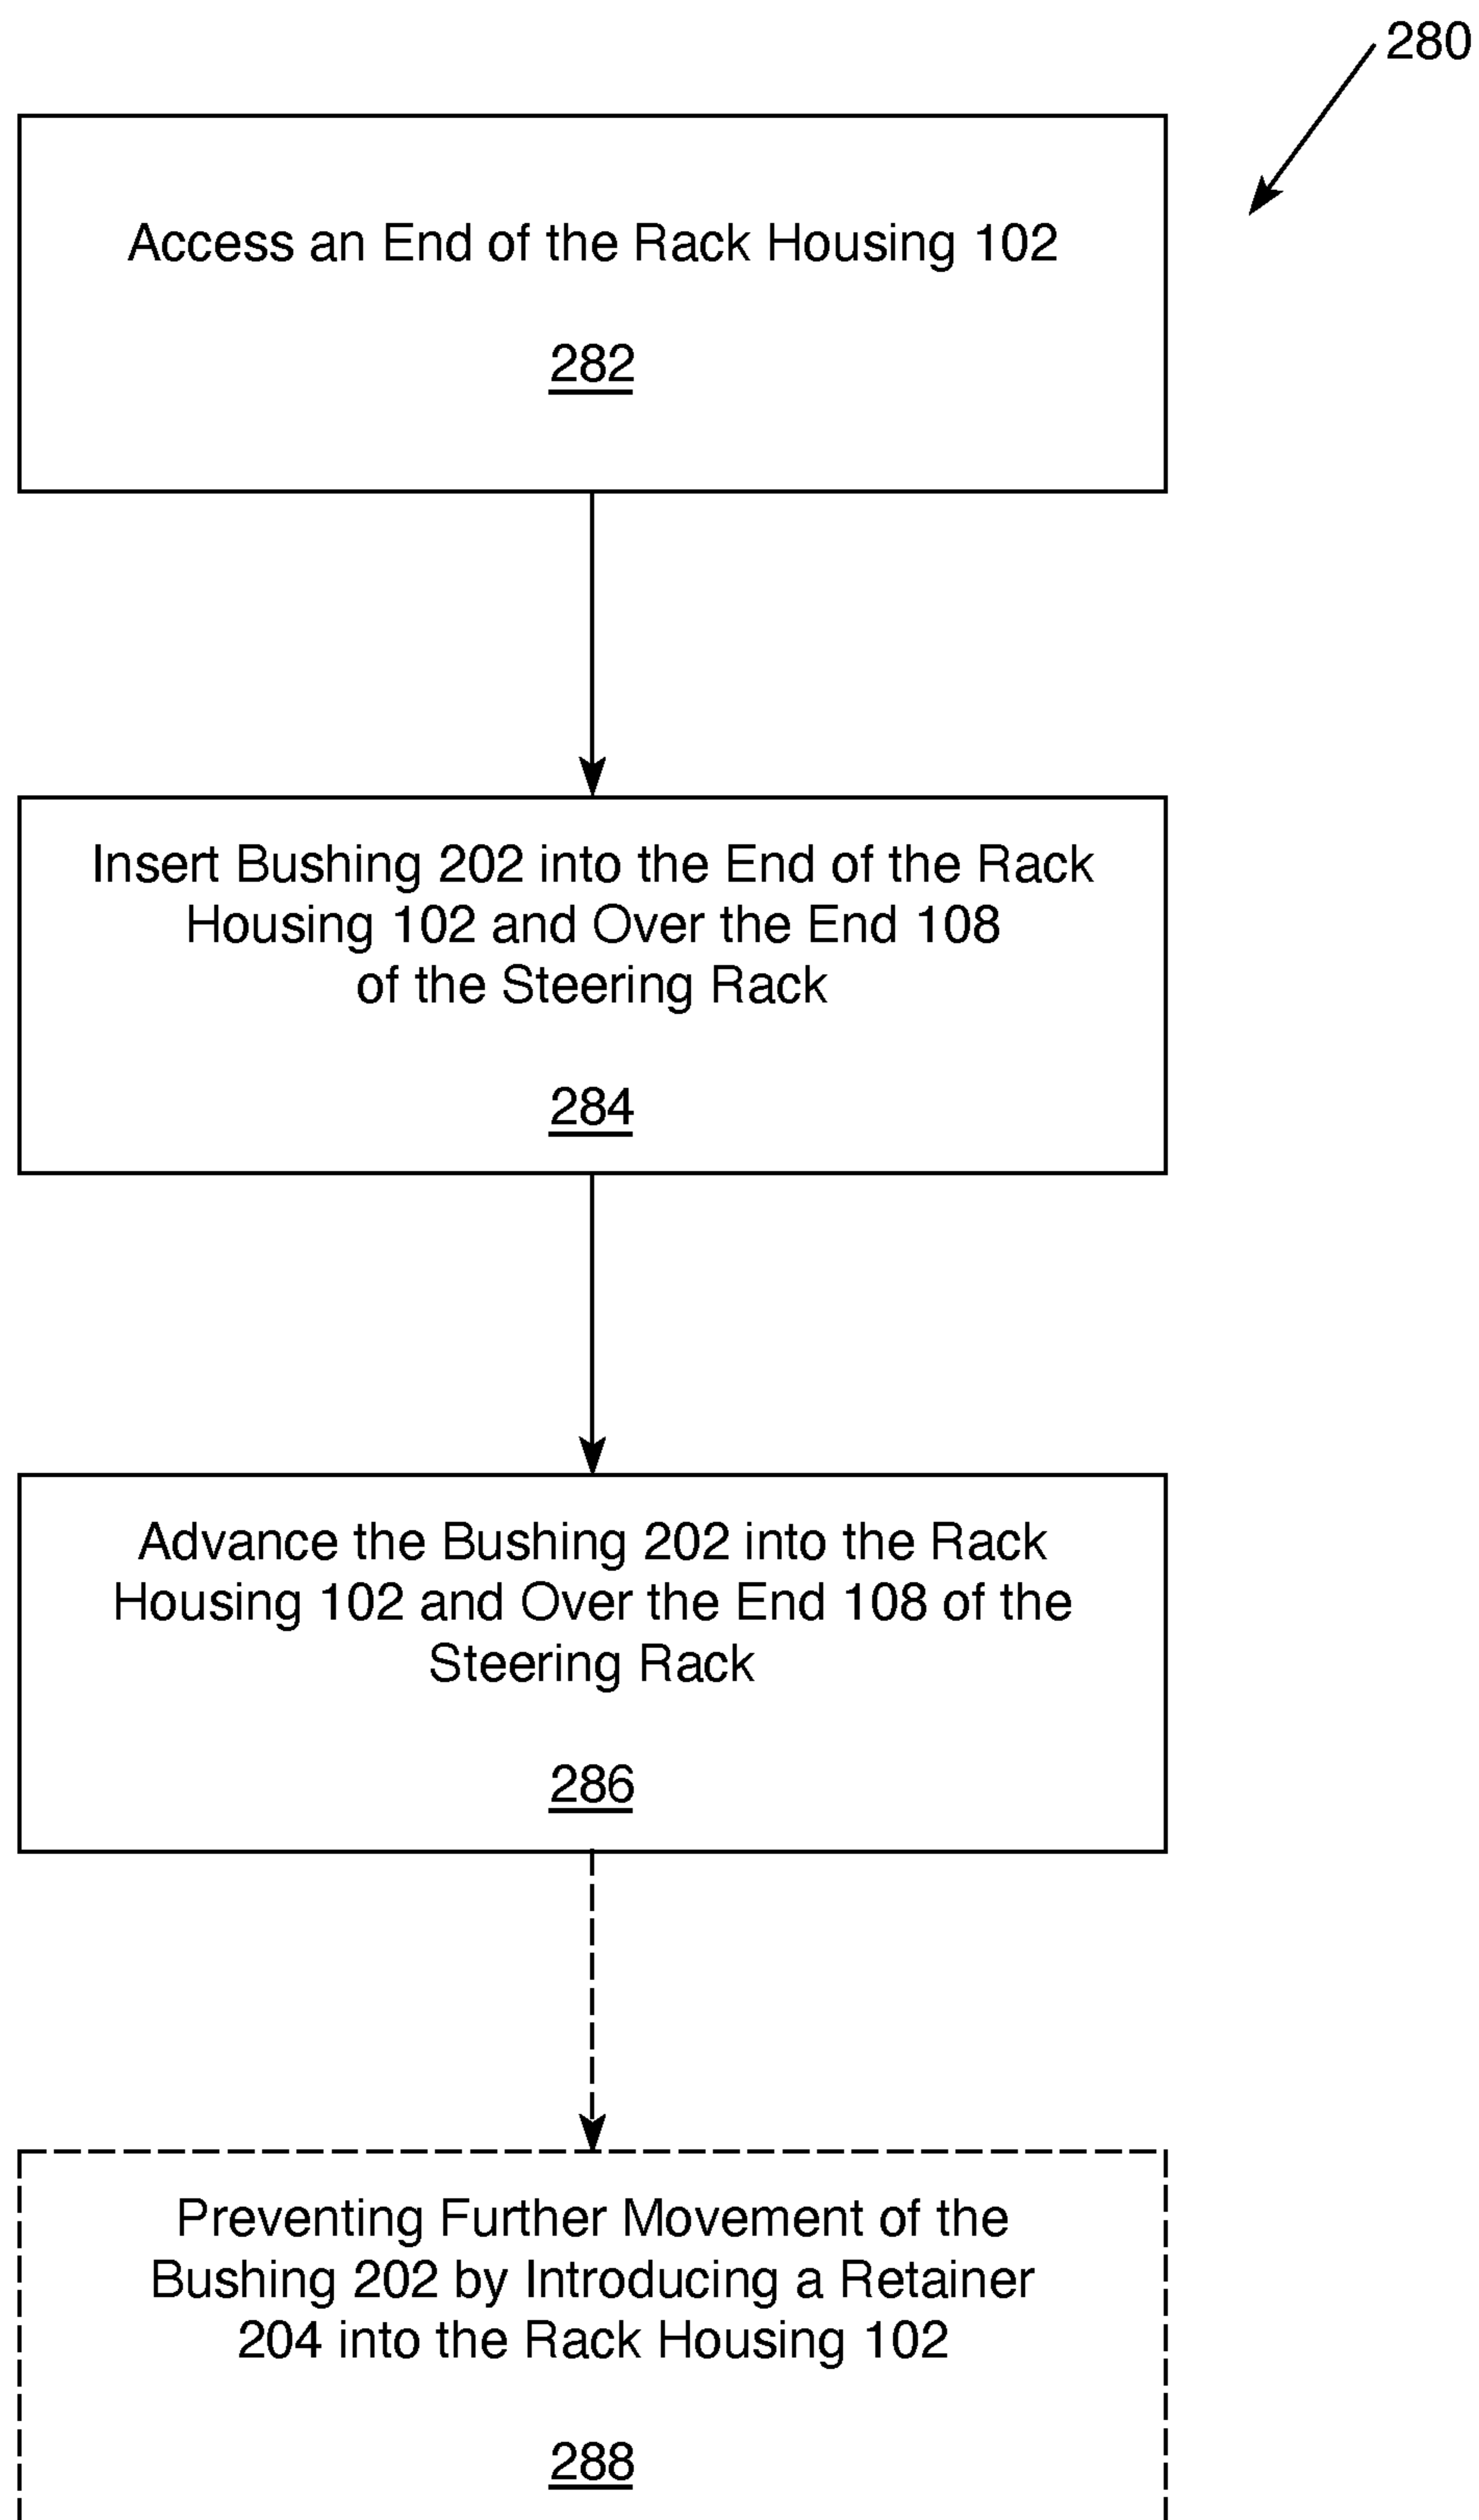 280
Access an End of the Rack Housing 102
282
Insert Bushing 202 into the End of the Rack
Housing 102 and Over the End 108
of the Steering Rack
284
Advance the Bushing 202 into the Rack
Housing 102 and Over the End 108 of the
Steering Rack
286
Preventing Further Movement of the
Bushing 202 by Introducing a Retainer
204 into the Rack Housing 102
288